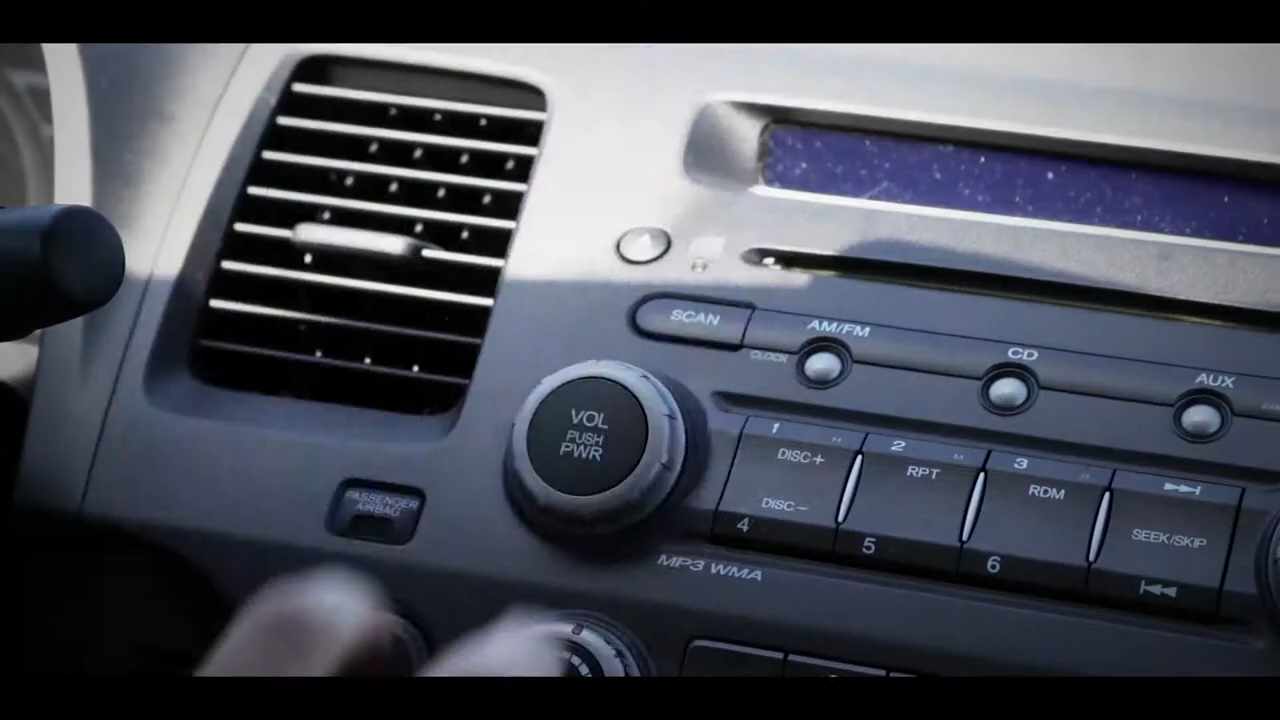 SCAN
AM/FM
CLOCK
CD
AUX
VOL
PUSH
PWR
1
DISC+
DISC-
4
2
RPT
5
3
RDM
6
SEEK/SKIP
PASSENGER
AIRBAG
MP3 WMA